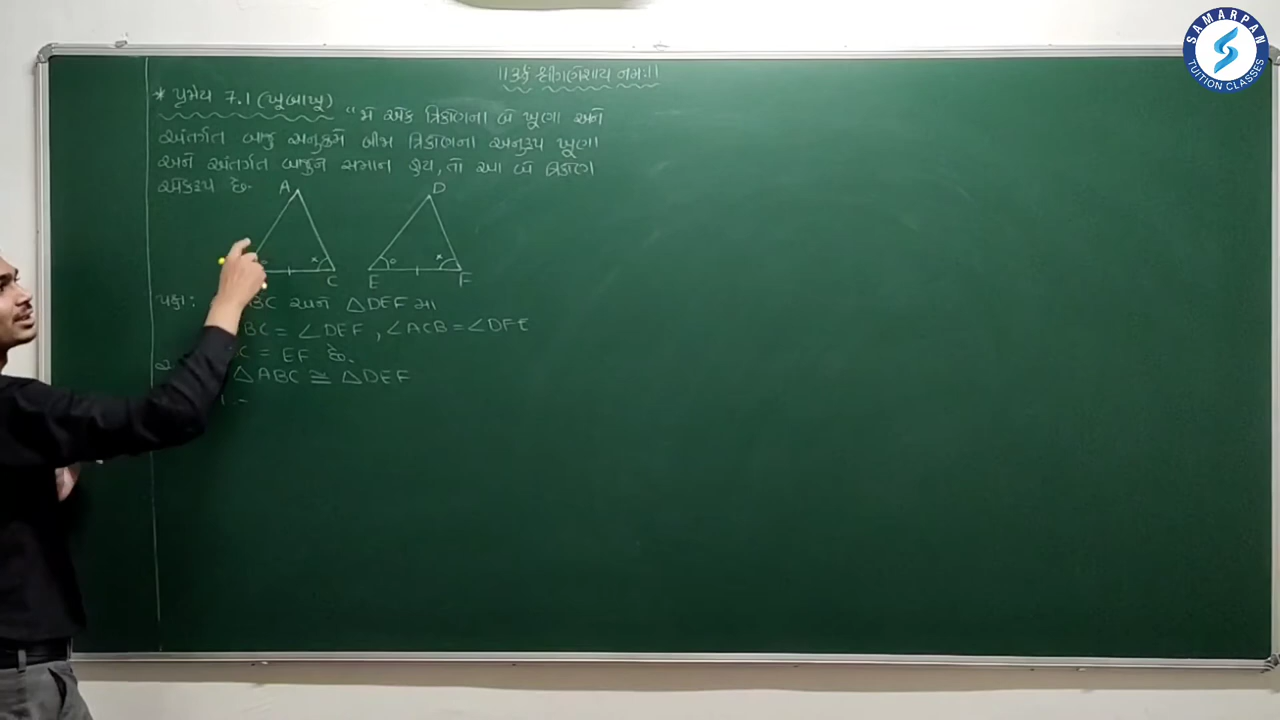 ॥ૐ શ્રી ગણેશાય નમઃ॥
* પ્રમેય 7.1 (ખૂબાખૂ)
"જો એક ત્રિકોણના બે ખૂણા અને
અંતર્ગત બાજુ અનુક્રમે બીજા ત્રિકોણના અનુરૂપ ખૂણા
અને અંતર્ગત બાજુને સમાન હોય, તો આ બે ત્રિકોણ
એકરૂપ છે.
A D
C E F
પક્ષ: BC અને △DEF માં
BC = ∠DEF , ∠ACB = ∠DFE
C = EF છે.
△ABC ≅ △DEF
SAMARPAN
TUITION CLASSES